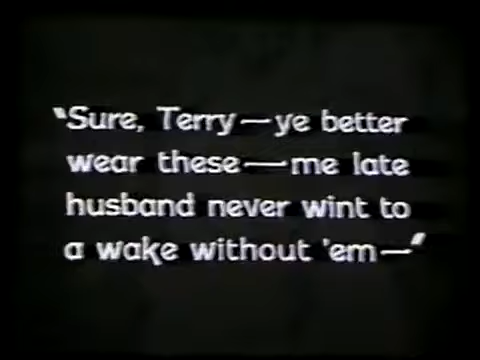 "Sure, Terry—ye better
wear these—me late
husband never wint to
a wake without 'em—"